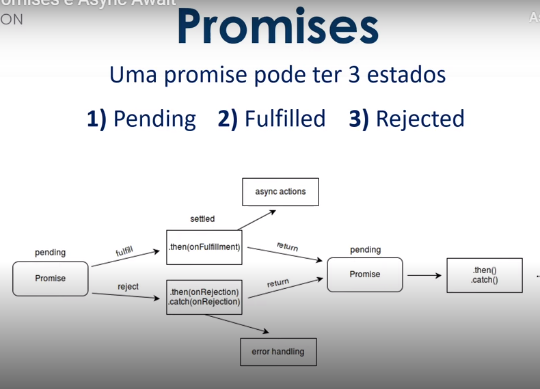 Promises e Async Await
ON
A
Promises
Uma promise pode ter 3 estados
1) Pending 2) Fulfilled 3) Rejected
async actions
settled
pending
fulfill
.then(onFulfillment)
return
pending
Promise
reject
.then(onRejection)
.catch(onRejection)
return
Promise
.then()
.catch()
error handling